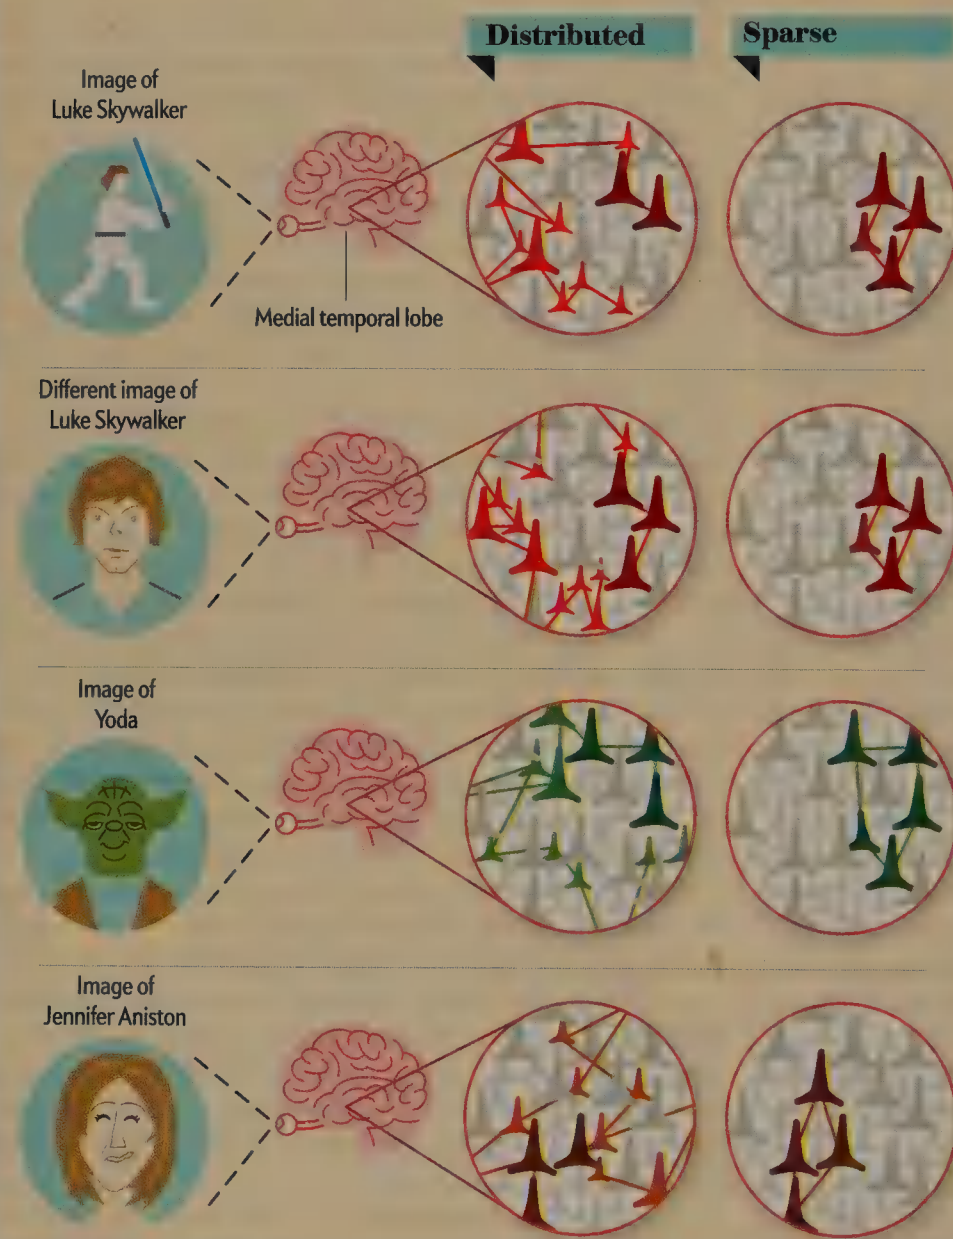 Distributed
Sparse
Image of
Luke Skywalker
Medial temporal lobe
Different image of
Luke Skywalker
Image of
Yoda
Image of
Jennifer Aniston